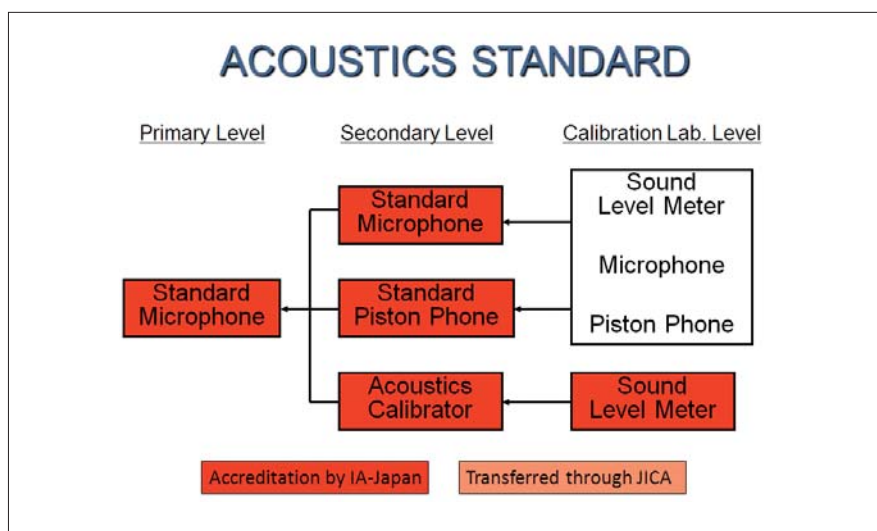 ACOUSTICS STANDARD
Primary Level
Secondary Level
Calibration Lab. Level
Standard
Microphone
Standard
Microphone
Standard
Piston Phone
Acoustics
Calibrator
Sound
Level Meter
Microphone
Piston Phone
Sound
Level Meter
Accreditation by IA-Japan
Transferred through JICA